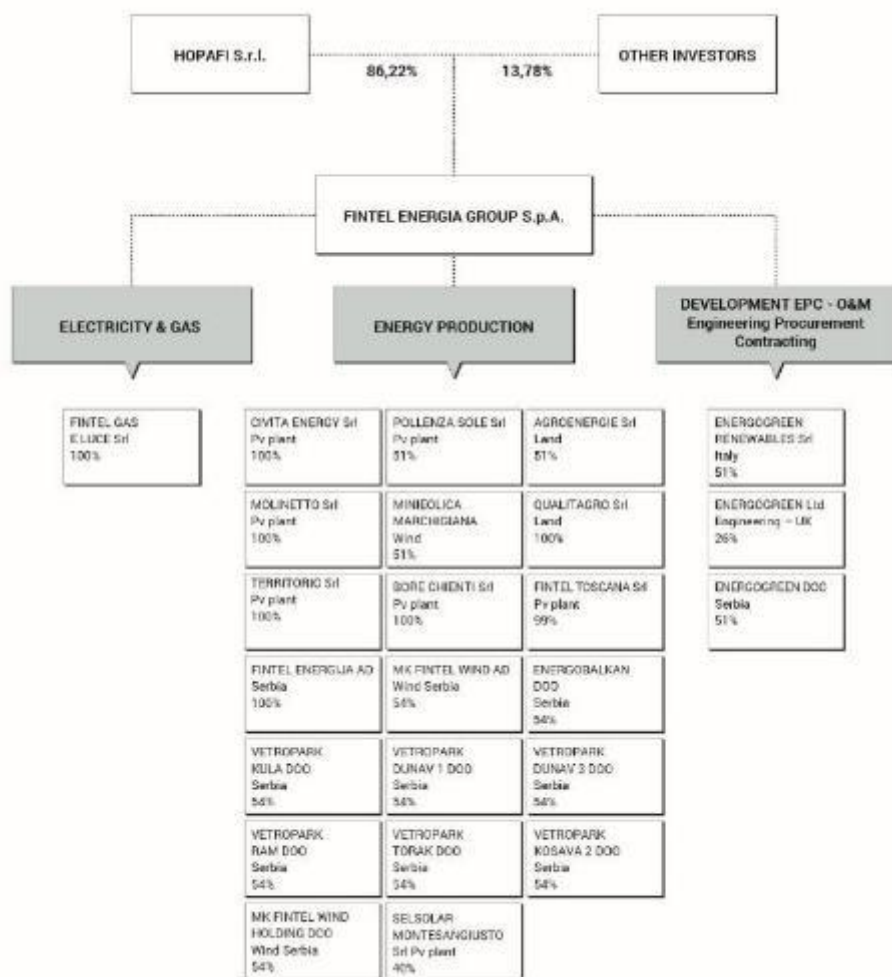 HOPAFI S.r.l.
86,22%
13,78%
OTHER INVESTORS
FINTEL ENERGIA GROUP S.p.A.
ELECTRICITY & GAS
ENERGY PRODUCTION
DEVELOPMENT EPC - O&M
Engineering Procurement
Contracting
FINTEL GAS
E LUCE Srl
100%
CIVITA ENERGY Srl
Pv plant
100%
POLLENZA SOLE Srl
Pv plant
51%
AGROENERGIE Srl
Land
51%
ENERGOGREEN
RENEWABLES Srl
Italy
51%
MOLINETTO Srl
Pv plant
100%
MINIEOLICA
MARCHIGIANA
Wind
51%
QUALITAGRO Srl
Land
100%
ENERGOGREEN Ltd
Engineering – UK
26%
TERRITORIO Srl
Pv plant
100%
BORE CHIENTI Srl
Pv plant
100%
FINTEL TOSCANA Srl
Pv plant
99%
ENERGOGREEN DOO
Serbia
51%
FINTEL ENERGIJA AD
Serbia
100%
MK FINTEL WIND AD
Wind Serbia
54%
ENERGOBALKAN
DOO
Serbia
54%
VETROPARK
KULA DOO
Serbia
54%
VETROPARK
DUNAV 1 DOO
Serbia
54%
VETROPARK
DUNAV 3 DOO
Serbia
54%
VETROPARK
RAM DOO
Serbia
54%
VETROPARK
TORAK DOO
Serbia
54%
VETROPARK
KOSAVA 2 DOO
Serbia
54%
MK FINTEL WIND
HOLDING DOO
Wind Serbia
54%
SELSOLAR
MONTESANGIUSTO
Srl Pv plant
40%